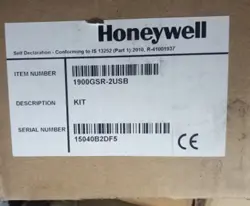 Honeywell
Self Declaration - Conforming to IS 13252 (Part 1):2010, R-41001937
ITEM NUMBER
1900GSR-2USB
DESCRIPTION
KIT
SERIAL NUMBER
15040B2DF5
CE